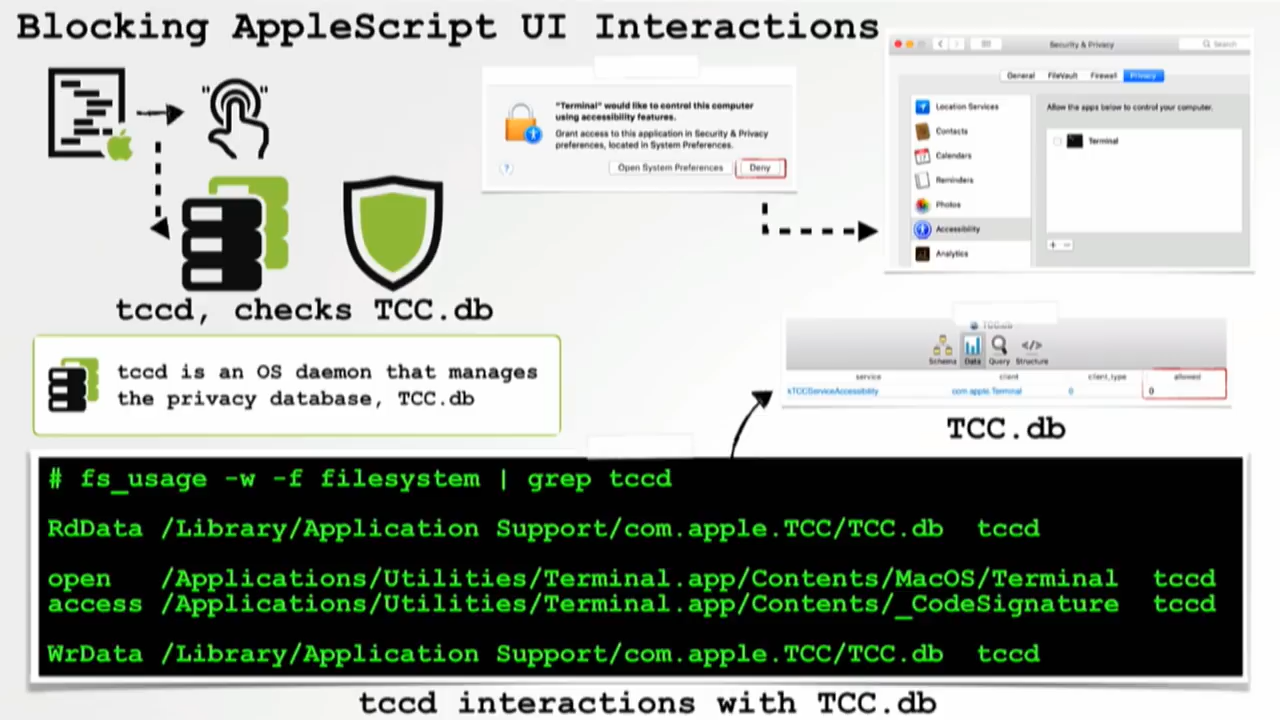 Blocking AppleScript UI Interactions
"Terminal" would like to control this computer
using accessibility features.
Grant access to this application in Security & Privacy
preferences, located in System Preferences.
?
Open System Preferences
Deny
Security & Privacy
Search
General
FileVault
Firewall
Privacy
Location Services
Contacts
Calendars
Reminders
Photos
Accessibility
Analytics
Allow the apps below to control your computer.
Terminal
+ -
" "
tccd, checks TCC.db
tccd is an OS daemon that manages
the privacy database, TCC.db
TCC.db
Schema
Data
Query
Structure
service client client_type allowed
kTCCServiceAccessibility com.apple.Terminal 0 0
TCC.db
# fs_usage -w -f filesystem | grep tccd
RdData /Library/Application Support/com.apple.TCC/TCC.db tccd
open /Applications/Utilities/Terminal.app/Contents/MacOS/Terminal tccd
access /Applications/Utilities/Terminal.app/Contents/_CodeSignature tccd
WrData /Library/Application Support/com.apple.TCC/TCC.db tccd
tccd interactions with TCC.db